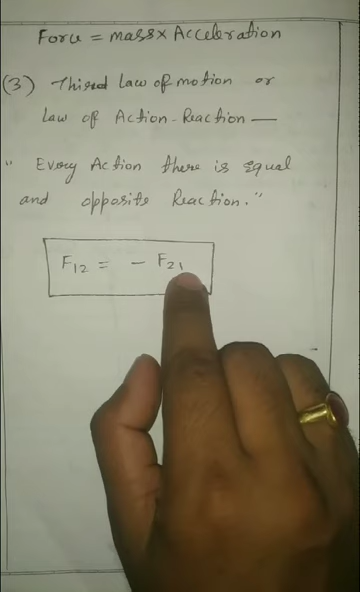 Force = mass x Acceleration
(3) Third Law of motion or
Law of Action-Reaction —
" Every Action there is Equal
and opposite Reaction."
F12 = - F21